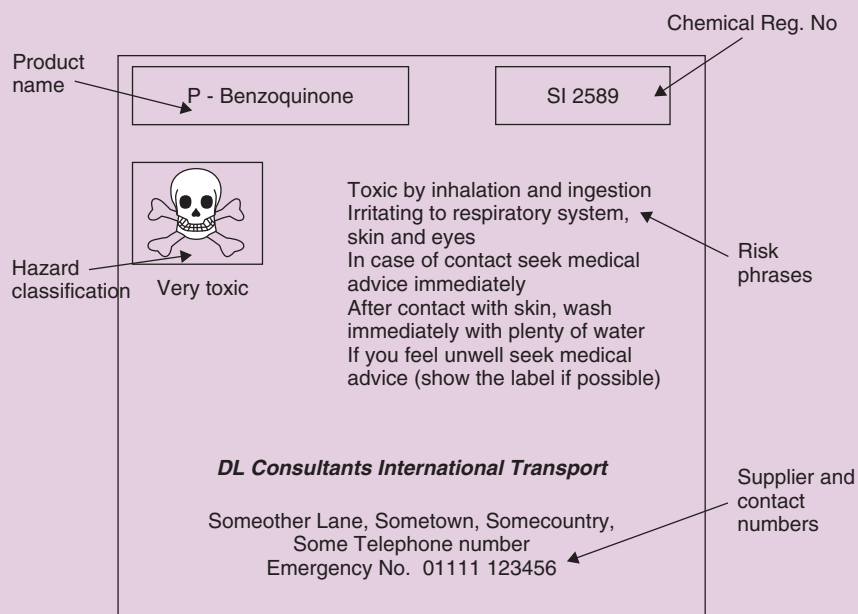 Chemical Reg. No
Product
name
P - Benzoquinone
SI 2589
Toxic by inhalation and ingestion
Irritating to respiratory system,
skin and eyes
In case of contact seek medical
advice immediately
After contact with skin, wash
immediately with plenty of water
If you feel unwell seek medical
advice (show the label if possible)
Risk
phrases
Hazard
classification
Very toxic
DL Consultants International Transport
Someother Lane, Sometown, Somecountry,
Some Telephone number
Emergency No. 01111 123456
Supplier and
contact
numbers